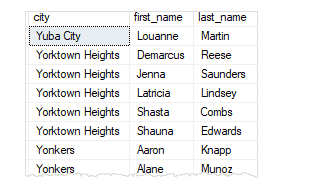 city first_name last_name
Yuba City Louanne Martin
Yorktown Heights Demarcus Reese
Yorktown Heights Jenna Saunders
Yorktown Heights Latricia Lindsey
Yorktown Heights Shasta Combs
Yorktown Heights Shauna Edwards
Yonkers Aaron Knapp
Yonkers Alane Munoz